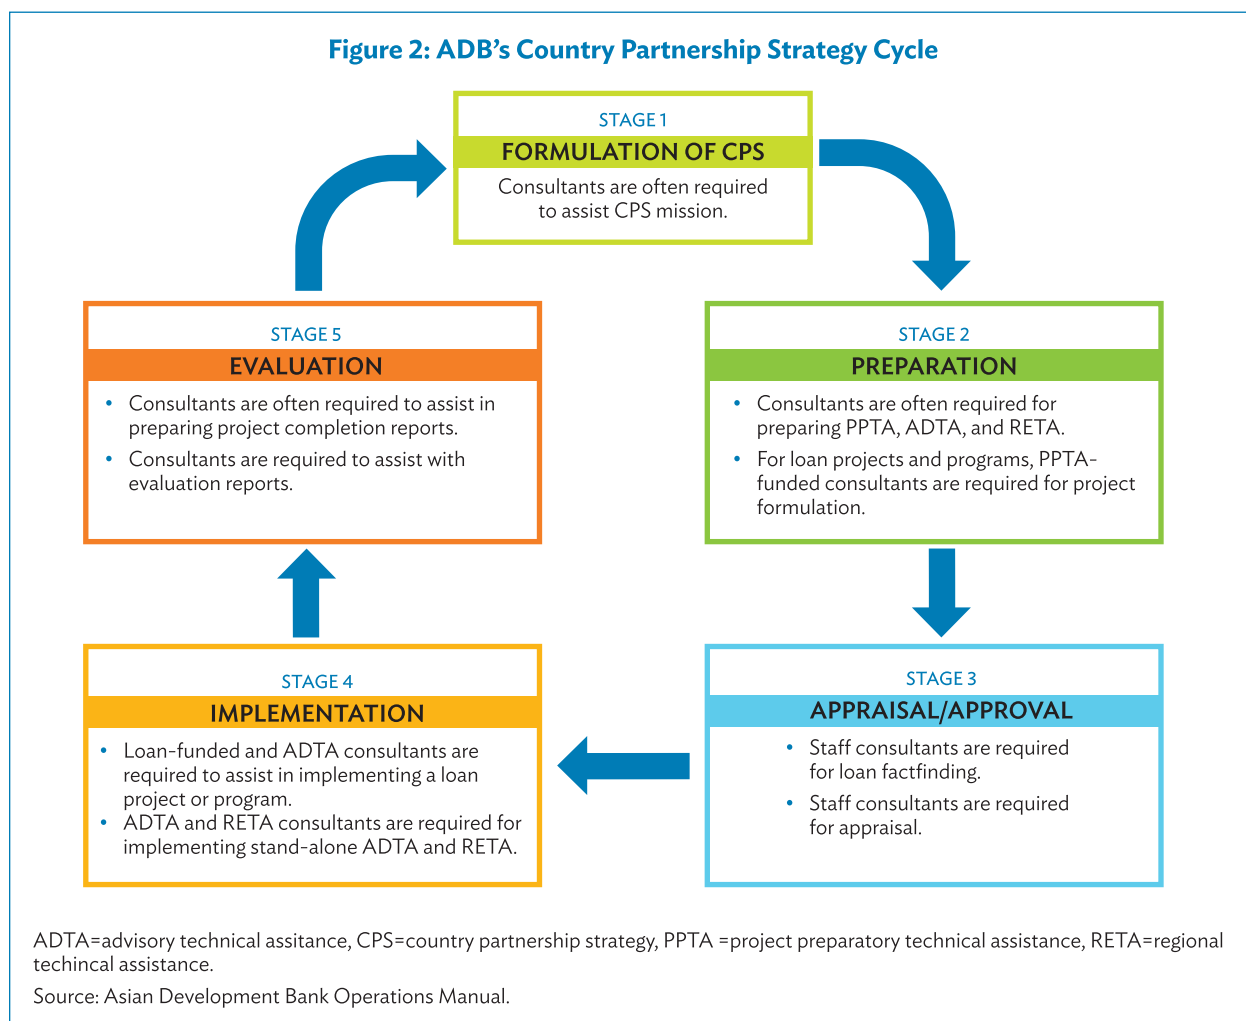 Figure 2: ADB’s Country Partnership Strategy Cycle
STAGE 1
FORMULATION OF CPS
Consultants are often required
to assist CPS mission.
STAGE 2
PREPARATION
• Consultants are often required for
preparing PPTA, ADTA, and RETA.
• For loan projects and programs, PPTA-
funded consultants are required for project
formulation.
STAGE 3
APPRAISAL/APPROVAL
• Staff consultants are required
for loan factfinding.
• Staff consultants are required
for appraisal.
STAGE 4
IMPLEMENTATION
• Loan-funded and ADTA consultants are
required to assist in implementing a loan
project or program.
• ADTA and RETA consultants are required for
implementing stand-alone ADTA and RETA.
STAGE 5
EVALUATION
• Consultants are often required to assist in
preparing project completion reports.
• Consultants are required to assist with
evaluation reports.
ADTA=advisory technical assitance, CPS=country partnership strategy, PPTA =project preparatory technical assistance, RETA=regional
techincal assistance.
Source: Asian Development Bank Operations Manual.